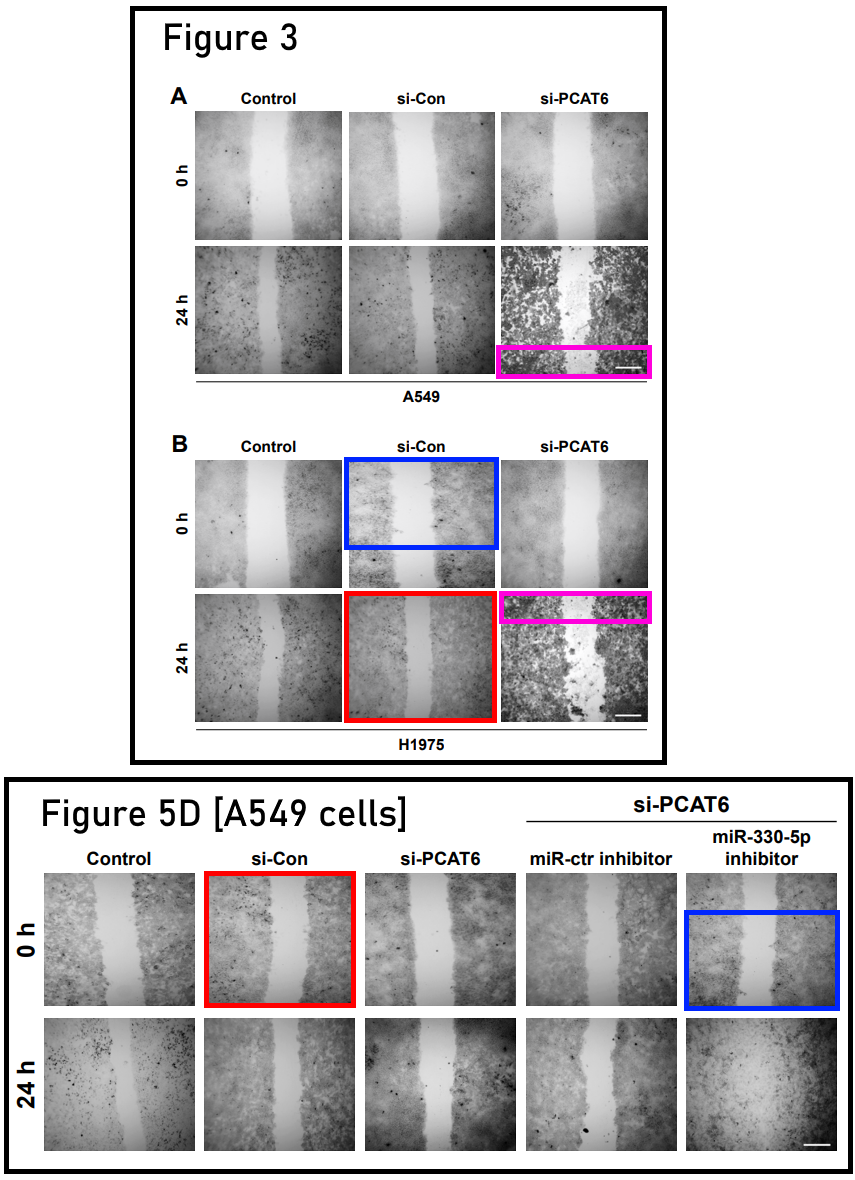 Figure 3
A
Control si-Con si-PCAT6
0 h
24 h
A549
B
Control si-Con si-PCAT6
0 h
24 h
H1975
Figure 5D [A549 cells]
si-PCAT6
Control si-Con si-PCAT6 miR-ctr inhibitor miR-330-5p
inhibitor
0 h
24 h